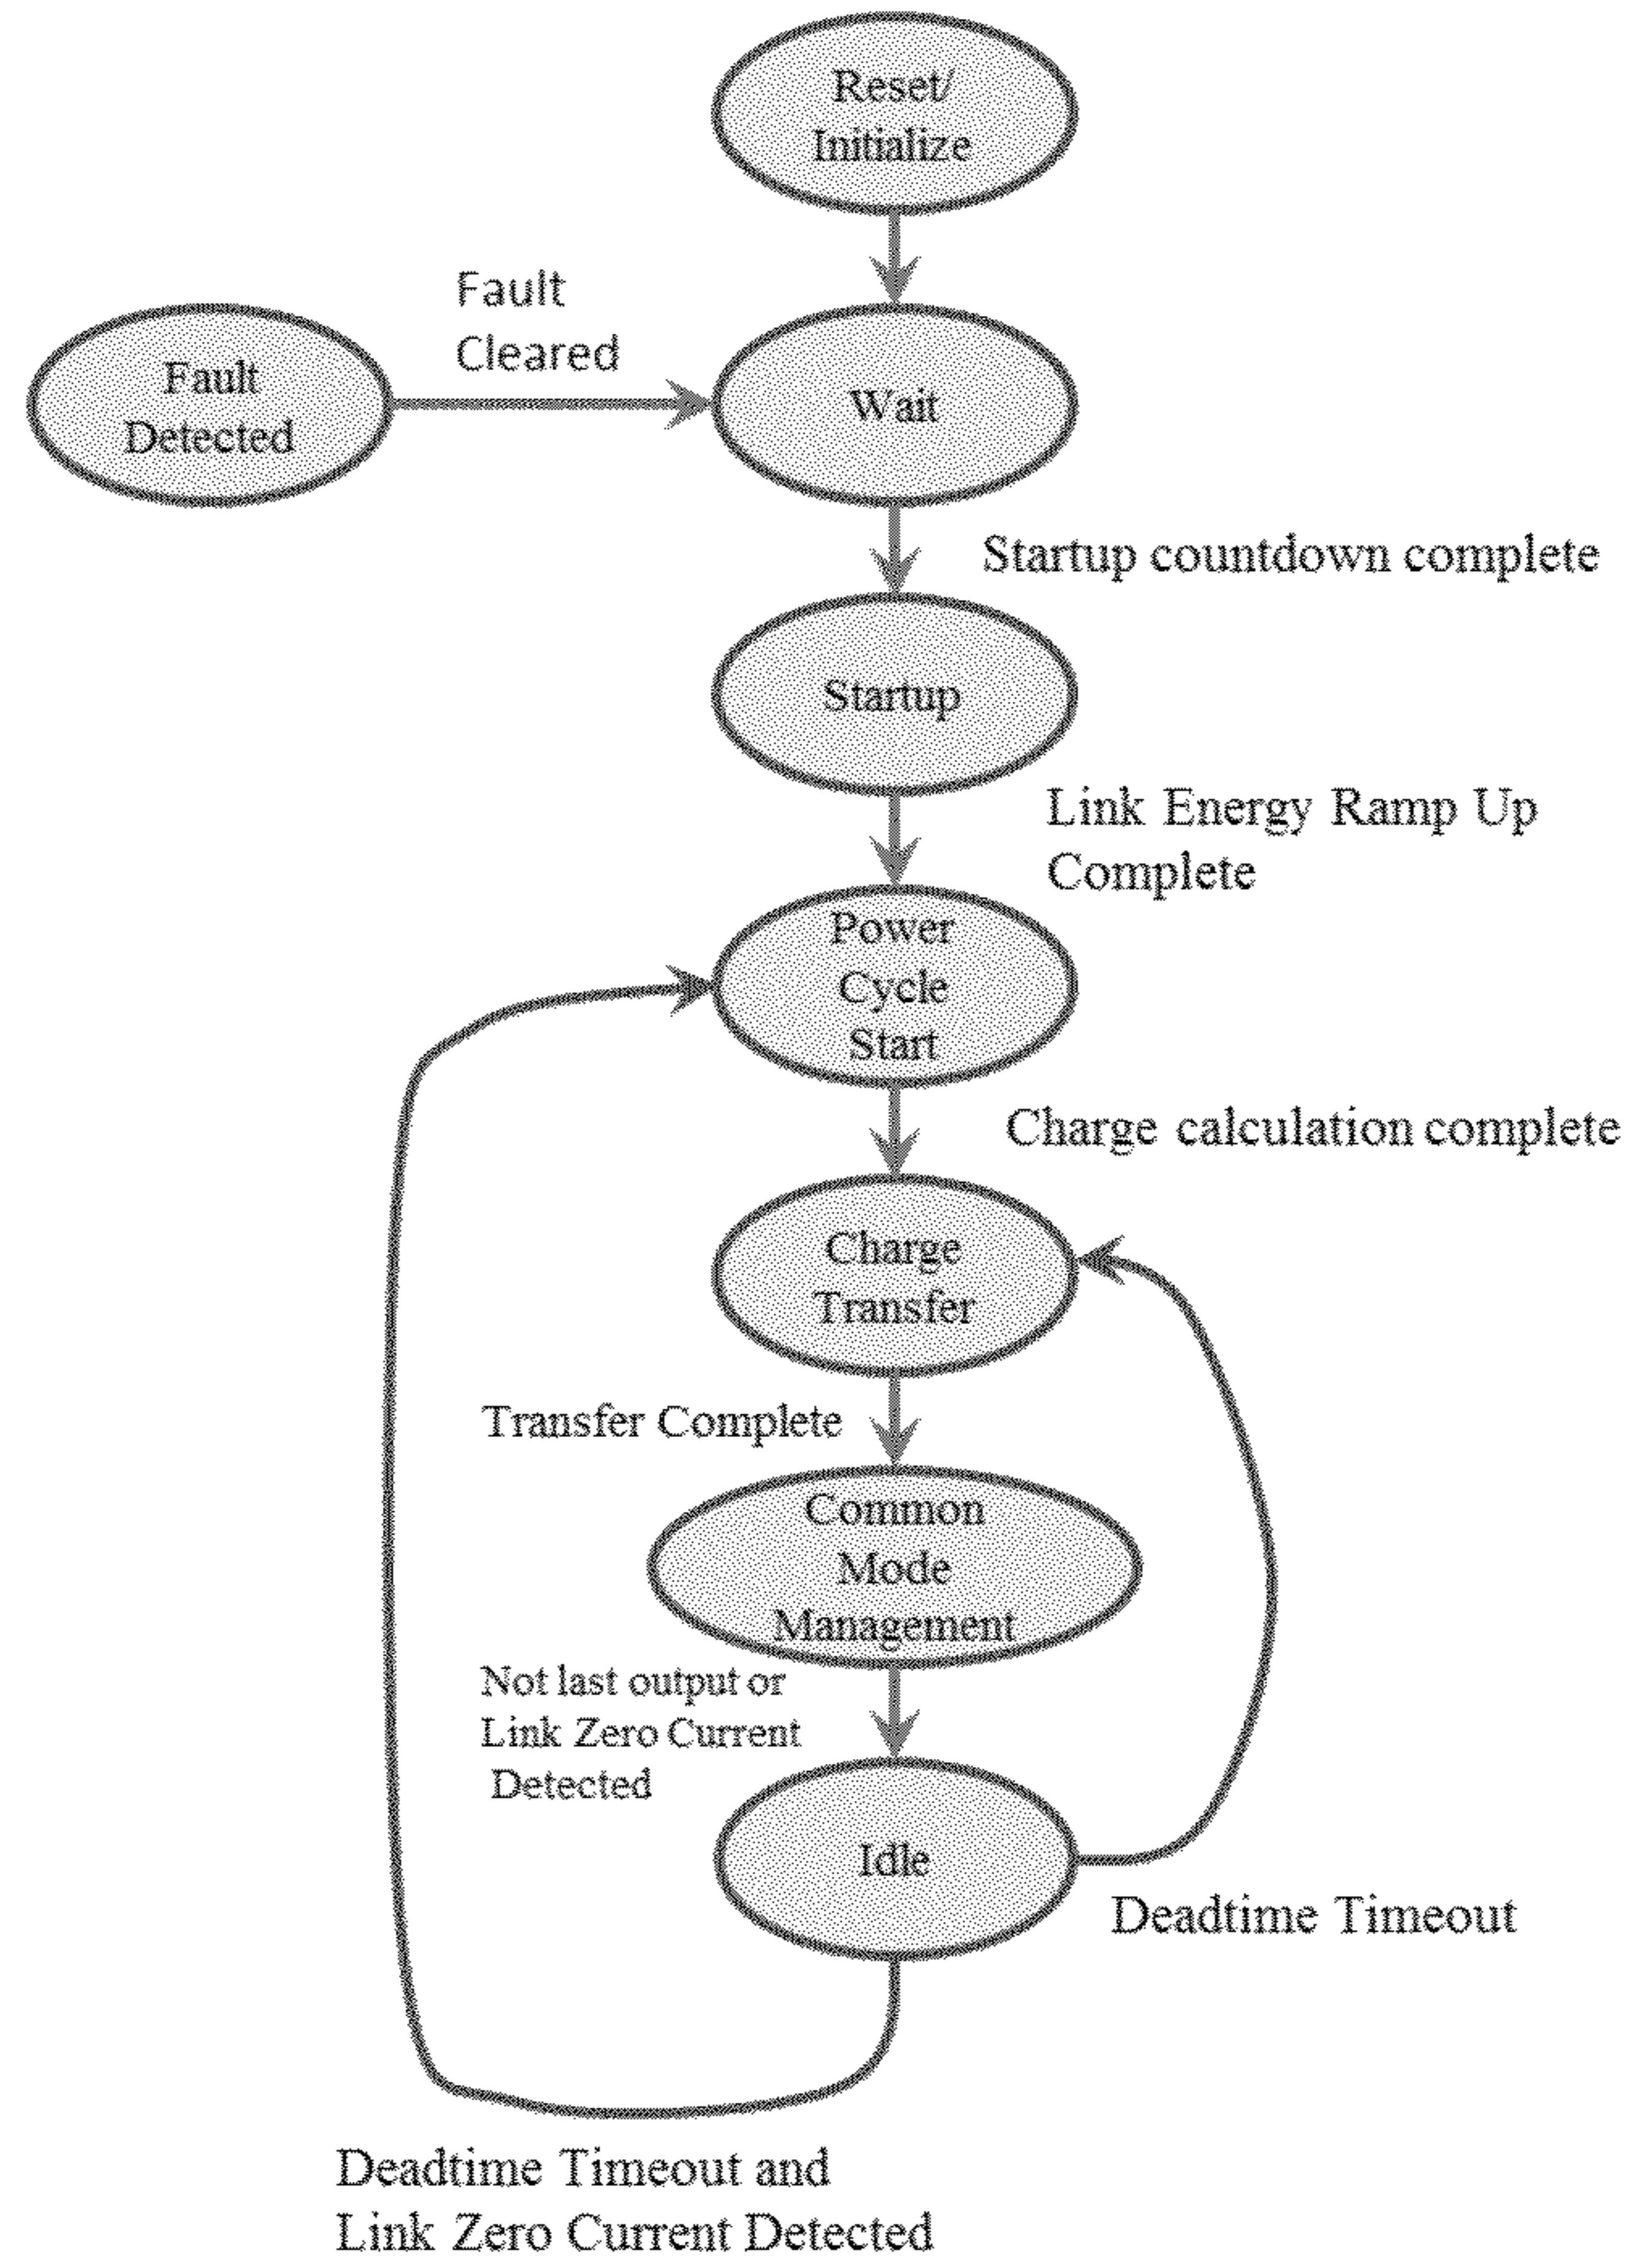 Reset/
Initialize
Fault
Cleared
Fault
Detected
Wait
Startup countdown complete
Startup
Link Energy Ramp Up
Complete
Power
Cycle
Start
Charge calculation complete
Charge
Transfer
Transfer Complete
Common
Mode
Management
Not last output or
Link Zero Current
Detected
Idle
Deadtime Timeout
Deadtime Timeout and
Link Zero Current Detected